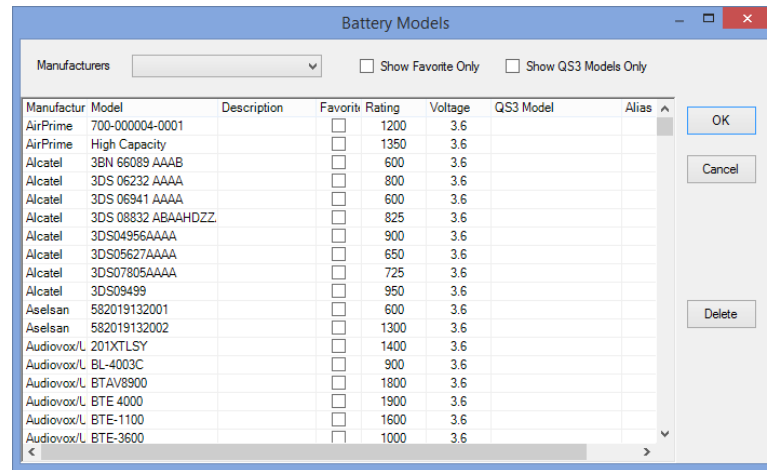 Battery Models
Manufacturers Show Favorite Only Show QS3 Models Only
Manufactur Model Description Favorite Rating Voltage QS3 Model Alias
OK
AirPrime 700-000004-0001 1200 3.6
AirPrime High Capacity 1350 3.6
Alcatel 3BN 66089 AAAB 600 3.6
Cancel
Alcatel 3DS 06232 AAAA 800 3.6
Alcatel 3DS 06941 AAAA 600 3.6
Alcatel 3DS 08832 ABAAHDZZ. 825 3.6
Alcatel 3DS04956AAAA 900 3.6
Alcatel 3DS05627AAAA 650 3.6
Alcatel 3DS07805AAAA 725 3.6
Alcatel 3DS09499 950 3.6
Aselsan 582019132001 600 3.6
Delete
Aselsan 582019132002 1300 3.6
Audiovox/U 201XTLSY 1400 3.6
Audiovox/U BL-4003C 900 3.6
Audiovox/U BTAV8900 1800 3.6
Audiovox/U BTE 4000 1900 3.6
Audiovox/U BTE-1100 1600 3.6
Audiovox/U BTE-3600 1000 3.6